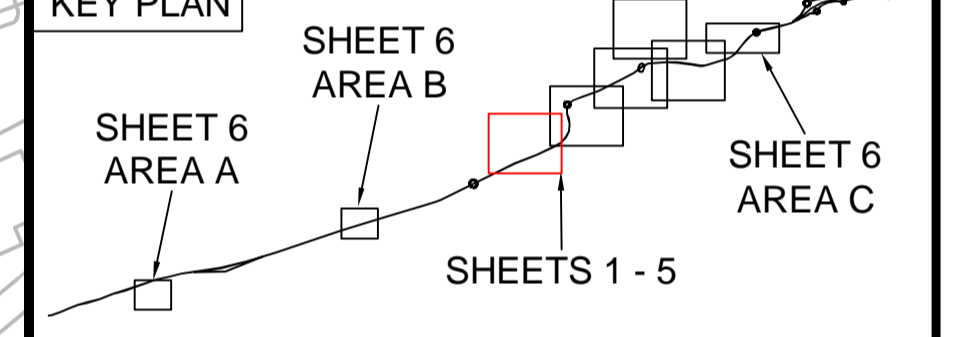 KEY PLAN
SHEET 6
AREA B
SHEET 6
AREA A
SHEET 6
AREA C
SHEETS 1 - 5